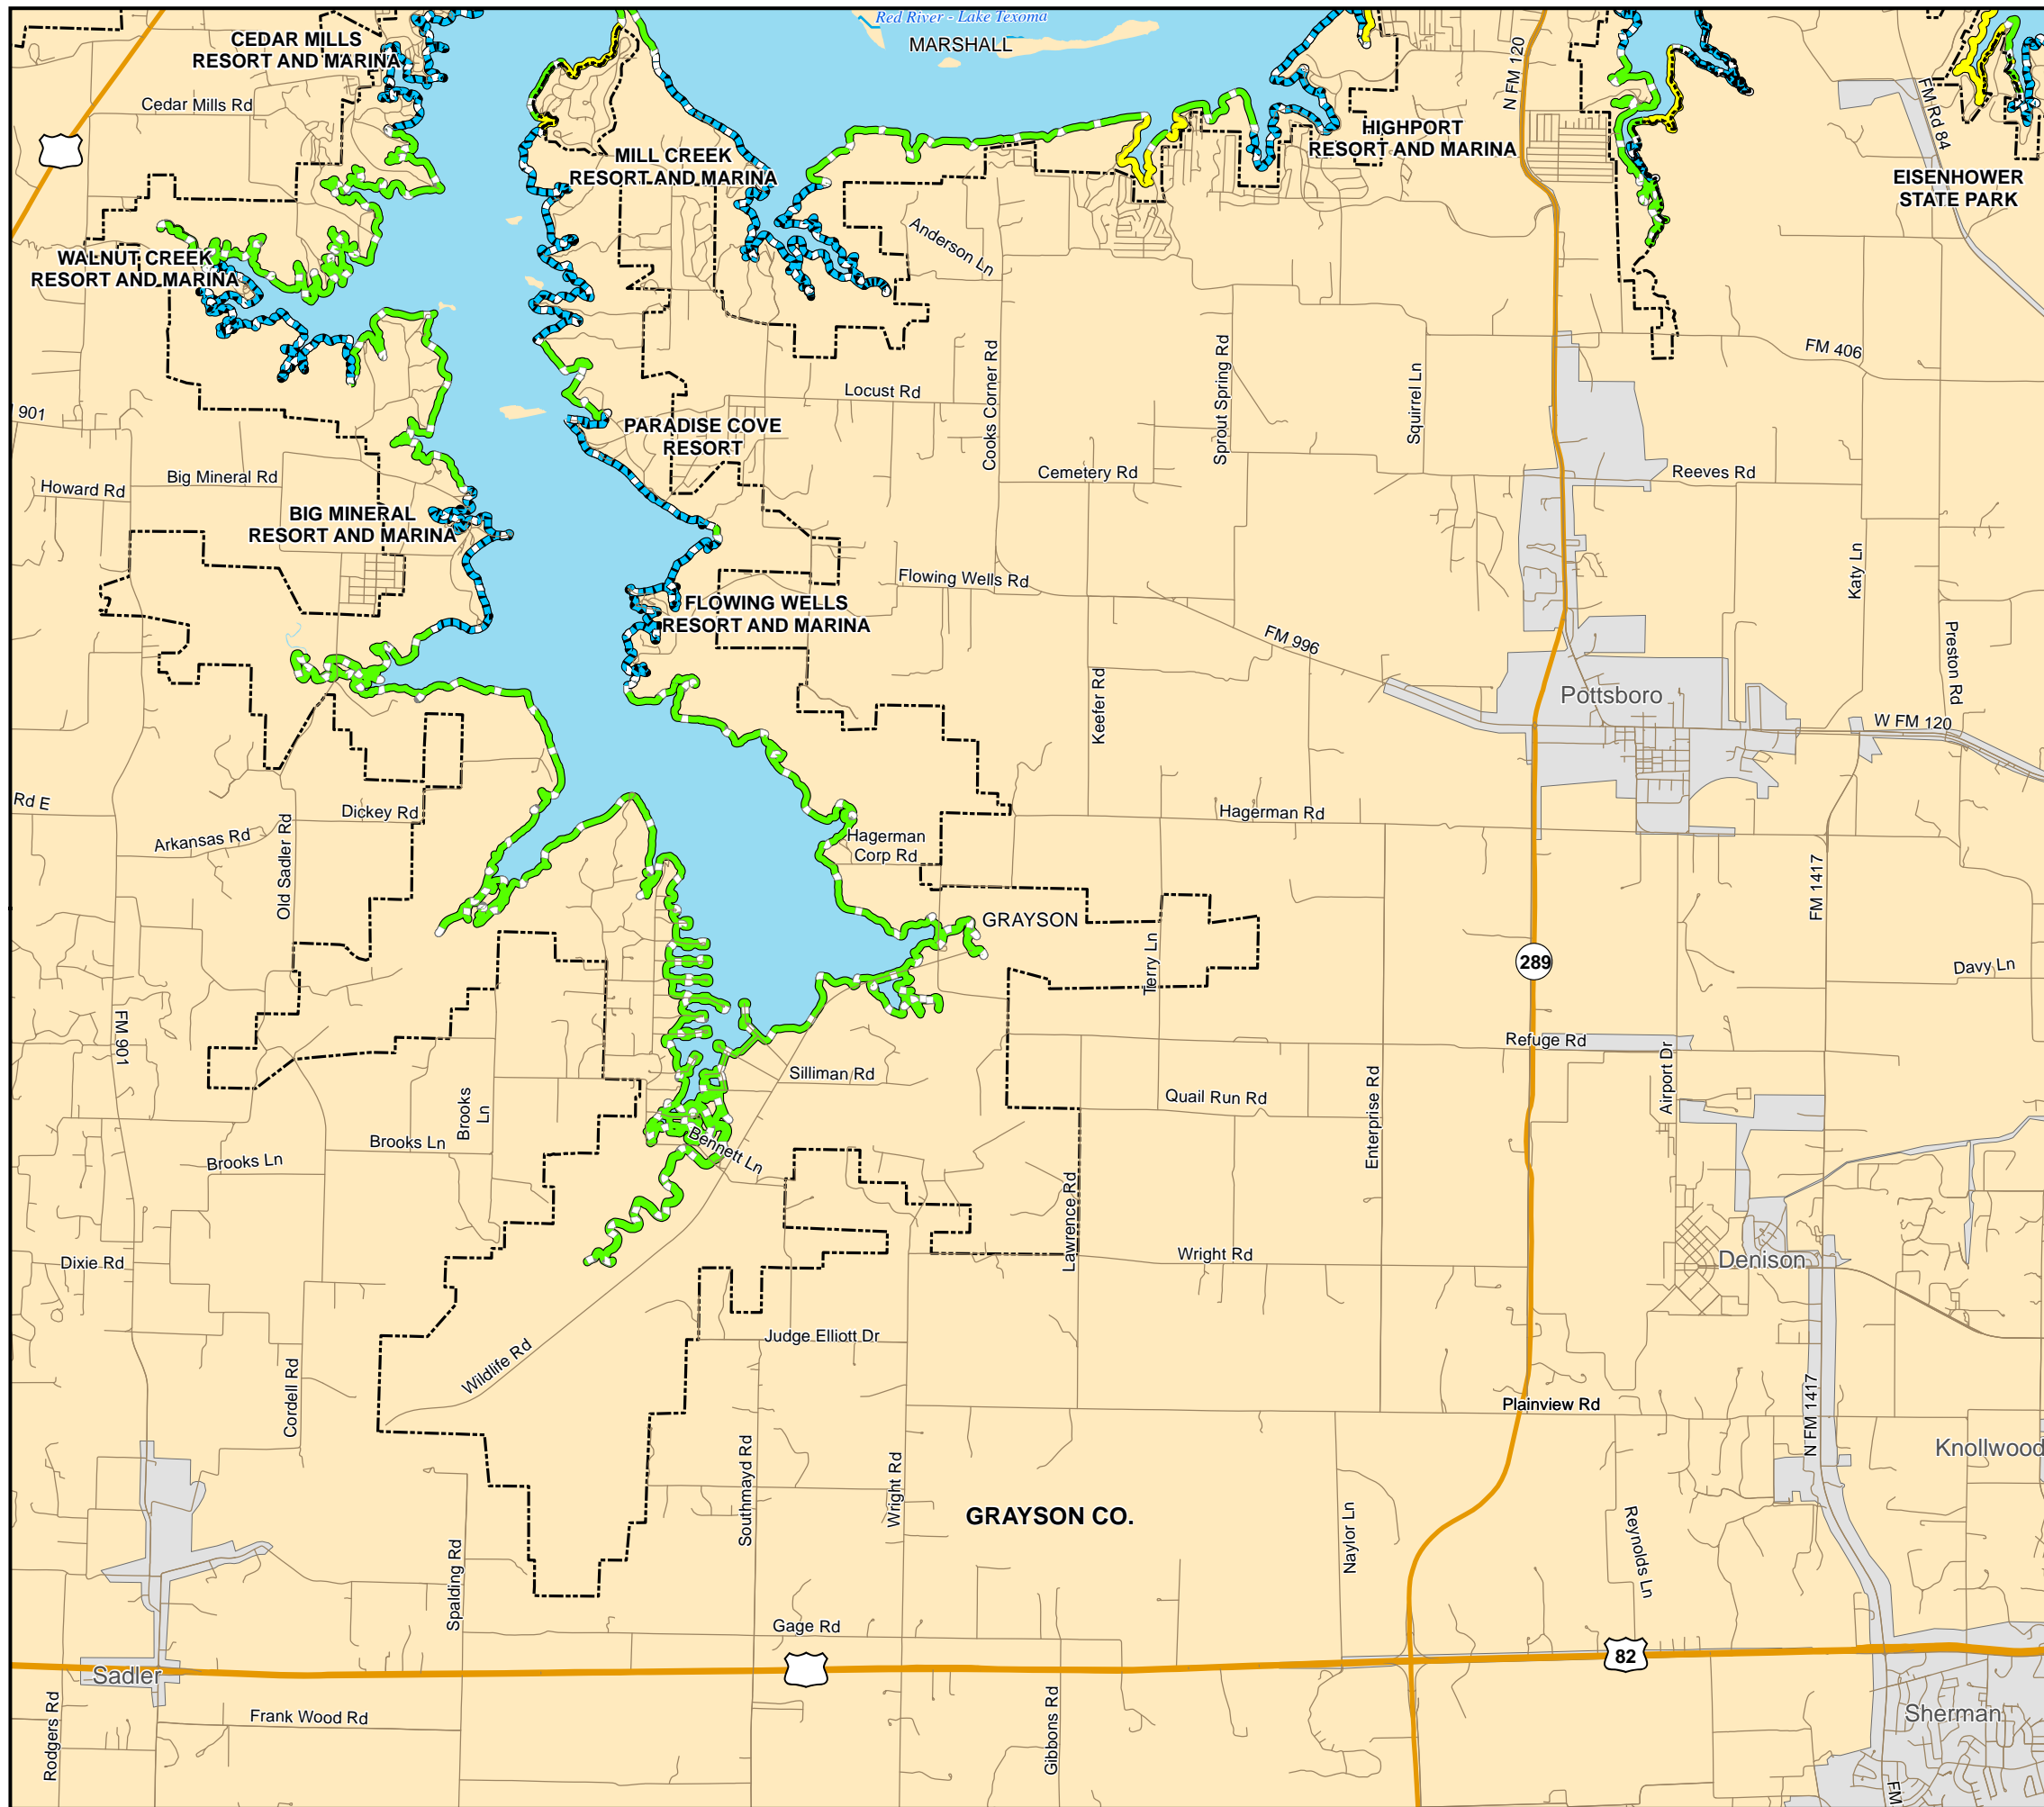 Red River - Lake Texoma
MARSHALL
CEDAR MILLS
RESORT AND MARINA
N FM 120
FM Rd 84
Cedar Mills Rd
HIGHPORT
RESORT AND MARINA
MILL CREEK
RESORT AND MARINA
EISENHOWER
STATE PARK
Anderson Ln
WALNUT CREEK
RESORT AND MARINA
FM 406
Locust Rd
Cooks Corner Rd
Sprout Spring Rd
Squirrel Ln
901
PARADISE COVE
RESORT
Howard Rd
Big Mineral Rd
Cemetery Rd
Reeves Rd
BIG MINERAL
RESORT AND MARINA
Flowing Wells Rd
Katy Ln
FLOWING WELLS
RESORT AND MARINA
FM 996
Preston Rd
Keefer Rd
Pottsboro
W FM 120
Rd E
Dickey Rd
Hagerman Rd
Arkansas Rd
Old Sadler Rd
Hagerman
Corp Rd
FM 1417
GRAYSON
Tierry Ln
289
Davy Ln
FM 901
Refuge Rd
Airport Dr
Silliman Rd
Brooks
Ln
Quail Run Rd
Enterprise Rd
Brooks Ln
Bennett Ln
Brooks Ln
Lawrence Rd
Dixie Rd
Wright Rd
Denison
Judge Elliott Dr
Wildlife Rd
Cordell Rd
Plainview Rd
N FM 1417
Knollwood
Southmayd Rd
Wright Rd
GRAYSON CO.
Naylor Ln
Reynolds Ln
Spalding Rd
Gage Rd
82
Sadler
Rodgers Rd
Frank Wood Rd
Gibbons Rd
Sherman
FM